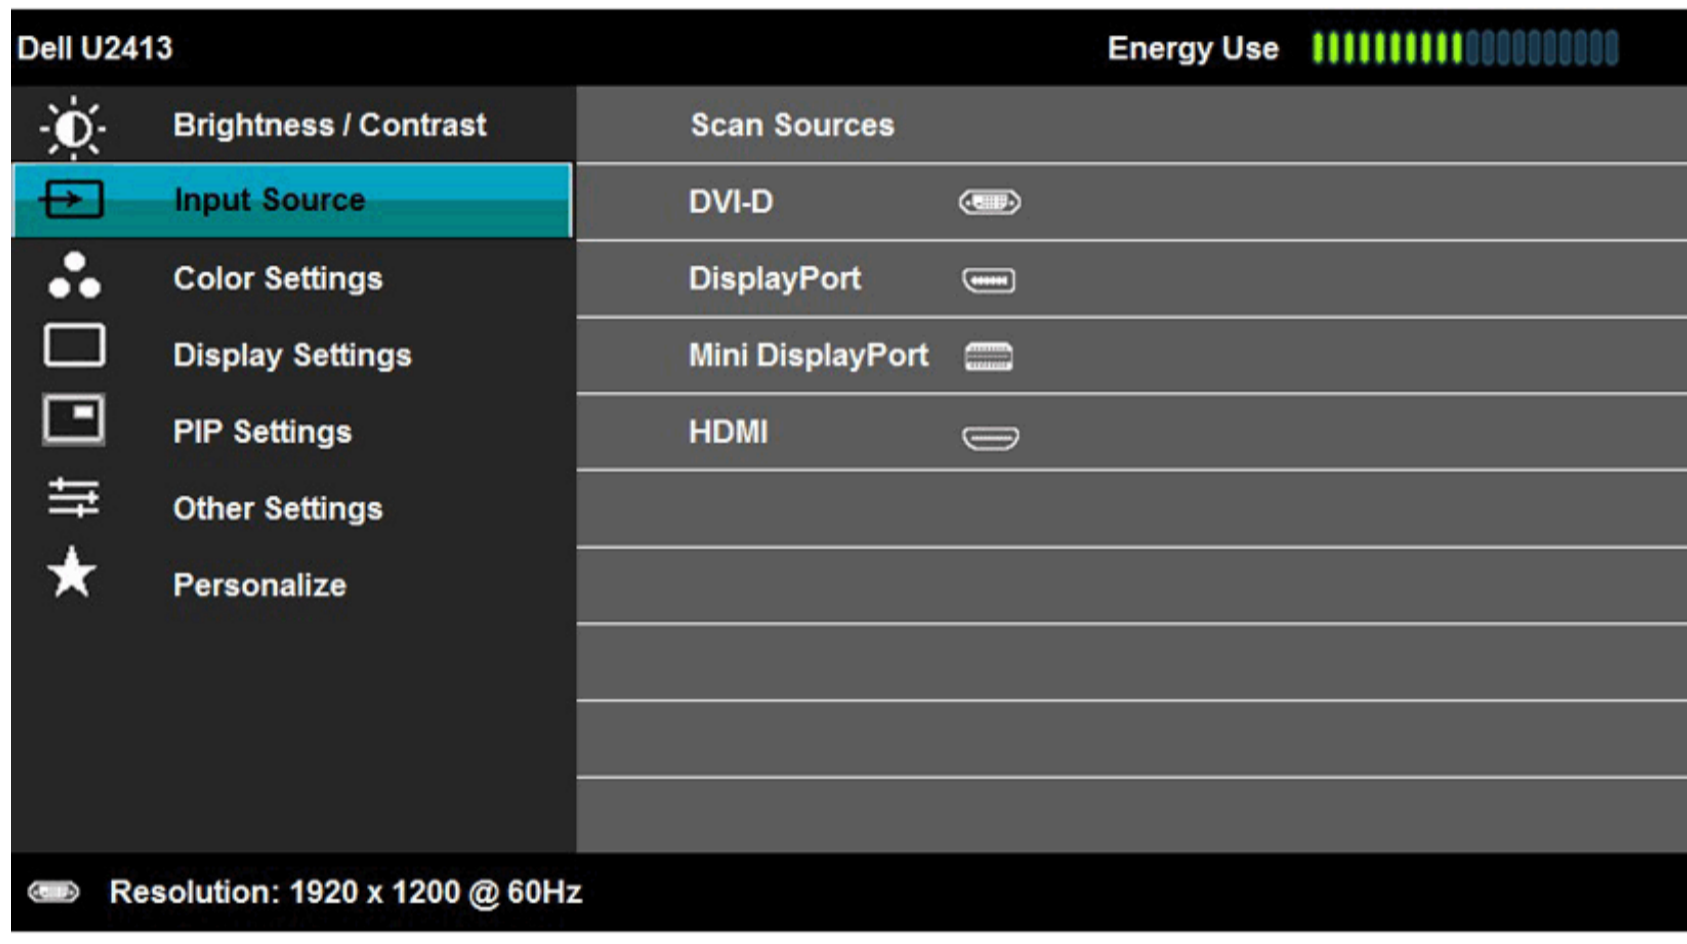 Dell U2413
Energy Use
Brightness / Contrast
Scan Sources
Input Source
DVI-D
Color Settings
DisplayPort
Display Settings
Mini DisplayPort
PIP Settings
HDMI
Other Settings
Personalize
Resolution: 1920 x 1200 @ 60Hz